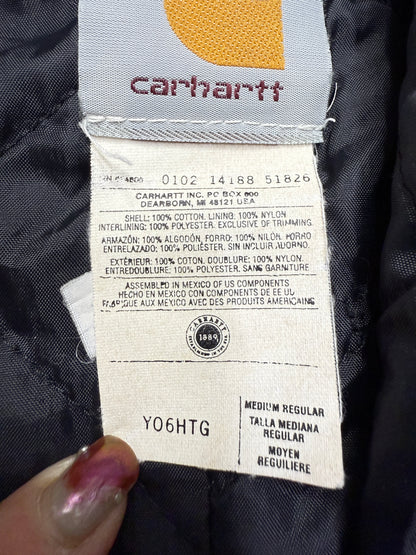 carhartt
0102 14188 51826
CARHARTT INC. PO BOX 600
DEARBORN, MI 48121 USA
SHELL: 100% COTTON. LINING: 100% NYLON
INTERLINING: 100% POLYESTER. EXCLUSIVE OF TRIMMING.
ARMAZÓN: 100% ALGODÓN, FORRO: 100% NILÓN. FORRO
ENTRELAZADO: 100% POLIÉSTER. SIN INCLUIR ADORNO.
EXTÉRIEUR: 100% COTON. DOUBLURE: 100% NYLON.
ENTREDOUBLURE: 100% POLYESTER. SANS GARNITURE
ASSEMBLED IN MEXICO OF US COMPONENTS
HECHO EN MEXICO CON COMPONENTES DE EE UU
FABRIQUE AUX MEXICO AVEC DES PRODUITS AMERICAINS
CARHARTT
1889
Y06HTG
MEDIUM REGULAR
TALLA MEDIANA
REGULAR
MOYEN
REGULIERE